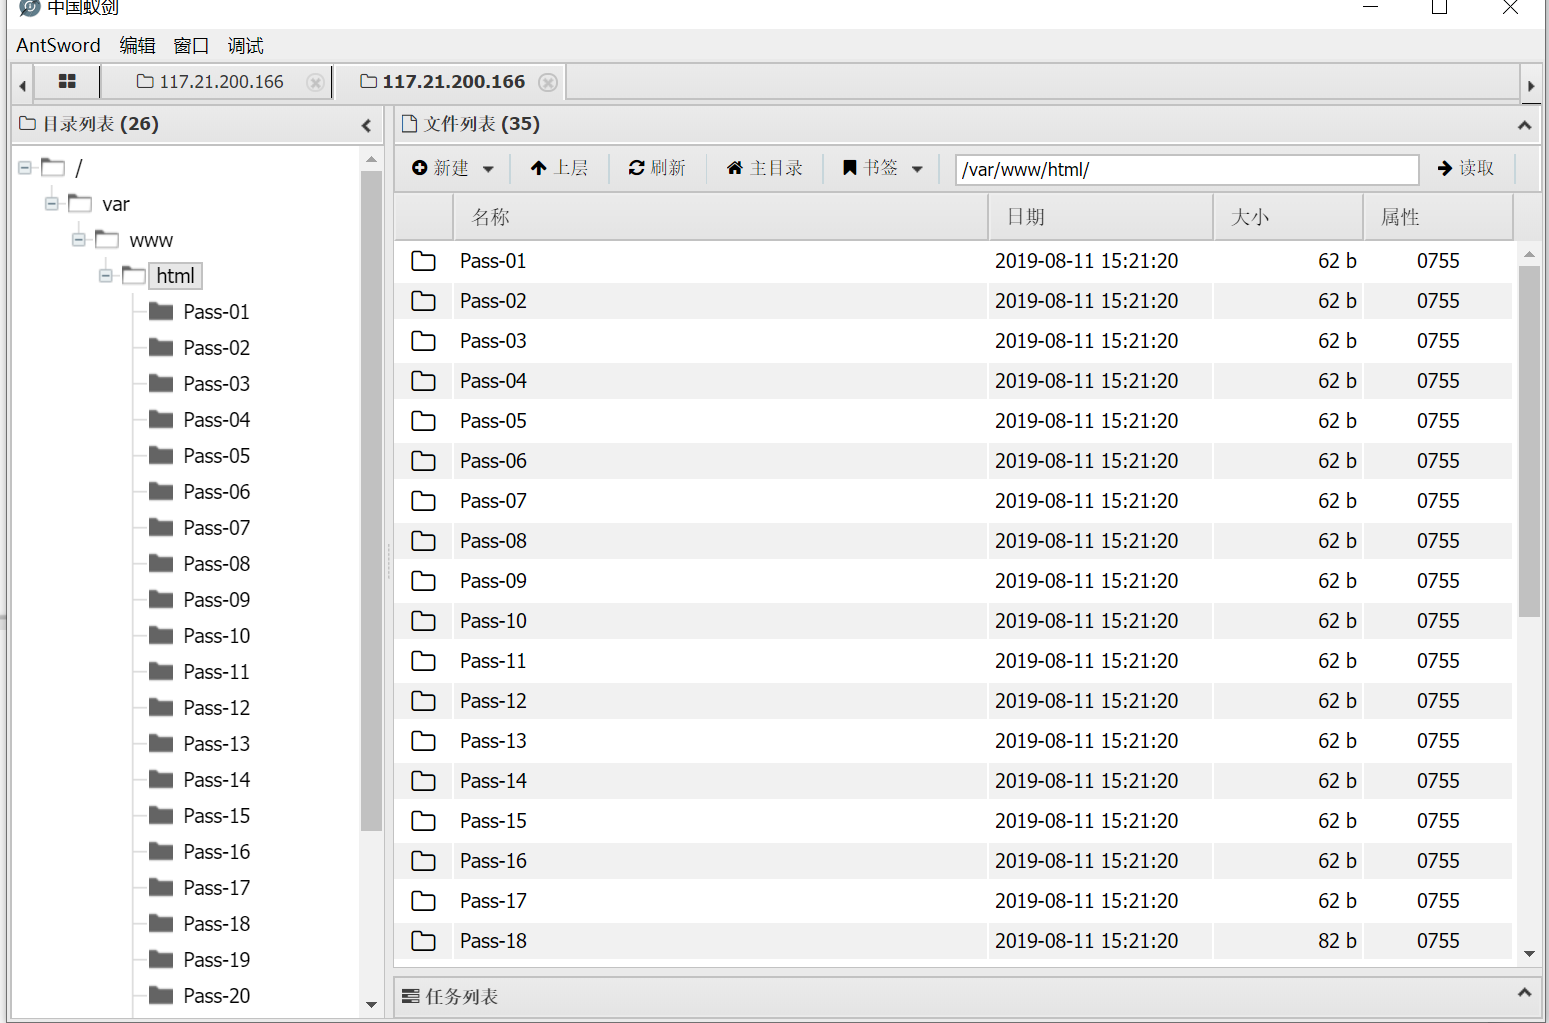 中国蚁剑
AntSword 编辑 窗口 调试
117.21.200.166 117.21.200.166
目录列表 (26)
/
var
www
html
Pass-01
Pass-02
Pass-03
Pass-04
Pass-05
Pass-06
Pass-07
Pass-08
Pass-09
Pass-10
Pass-11
Pass-12
Pass-13
Pass-14
Pass-15
Pass-16
Pass-17
Pass-18
Pass-19
Pass-20
文件列表 (35)
新建 上层 刷新 主目录 书签 /var/www/html/ 读取
名称 日期 大小 属性
Pass-01 2019-08-11 15:21:20 62 b 0755
Pass-02 2019-08-11 15:21:20 62 b 0755
Pass-03 2019-08-11 15:21:20 62 b 0755
Pass-04 2019-08-11 15:21:20 62 b 0755
Pass-05 2019-08-11 15:21:20 62 b 0755
Pass-06 2019-08-11 15:21:20 62 b 0755
Pass-07 2019-08-11 15:21:20 62 b 0755
Pass-08 2019-08-11 15:21:20 62 b 0755
Pass-09 2019-08-11 15:21:20 62 b 0755
Pass-10 2019-08-11 15:21:20 62 b 0755
Pass-11 2019-08-11 15:21:20 62 b 0755
Pass-12 2019-08-11 15:21:20 62 b 0755
Pass-13 2019-08-11 15:21:20 62 b 0755
Pass-14 2019-08-11 15:21:20 62 b 0755
Pass-15 2019-08-11 15:21:20 62 b 0755
Pass-16 2019-08-11 15:21:20 62 b 0755
Pass-17 2019-08-11 15:21:20 62 b 0755
Pass-18 2019-08-11 15:21:20 82 b 0755
任务列表